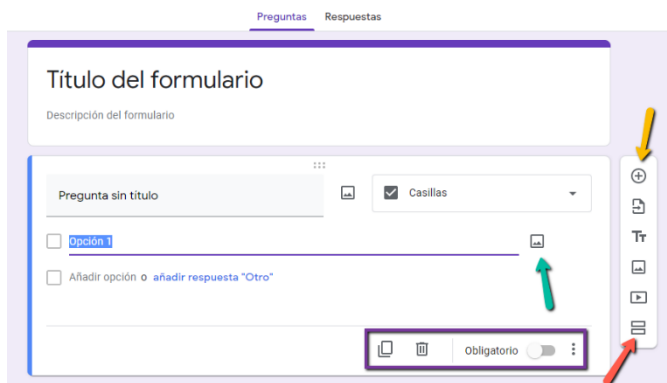 Preguntas Respuestas
Título del formulario
Descripción del formulario
Pregunta sin título
Casillas
Opción 1
Tт
Añadir opción o añadir respuesta "Otro"
Obligatorio